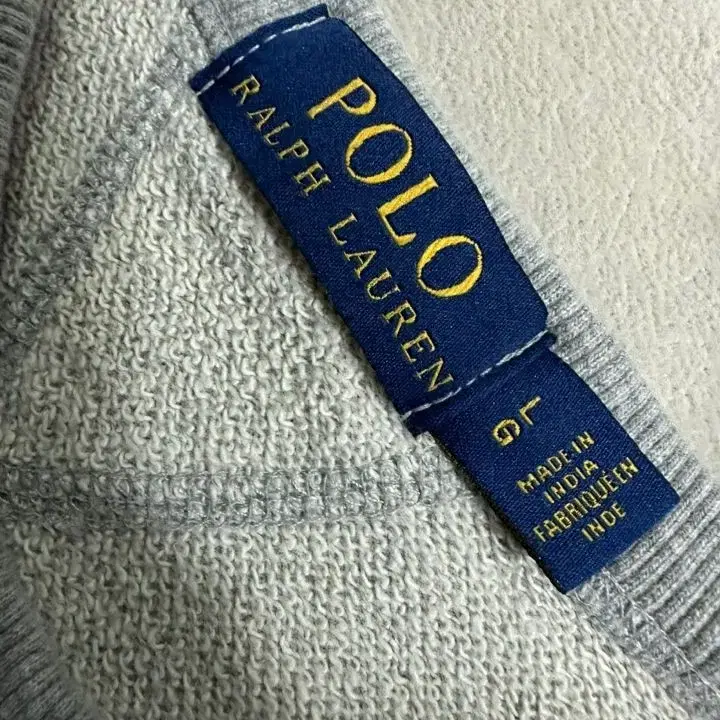 POLO
RALPH LAUREN
L
G
MADE IN
INDIA
FABRIQUÉ EN
INDE